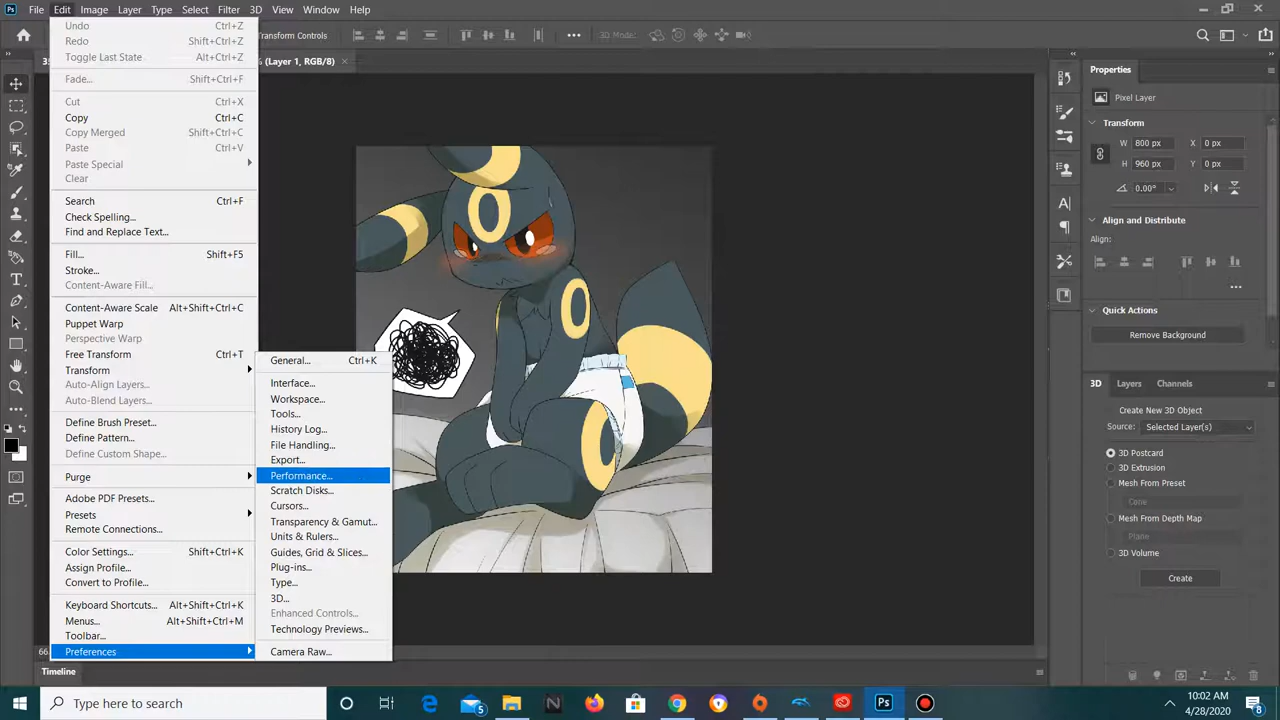 Ps File Edit Image Layer Type Select Filter 3D View Window Help
Transform Controls 3D Mode:
% (Layer 1, RGB/8)
Undo Ctrl+Z
Redo Shift+Ctrl+Z
Toggle Last State Alt+Ctrl+Z
Fade... Shift+Ctrl+F
Cut Ctrl+X
Copy Ctrl+C
Copy Merged Shift+Ctrl+C
Paste Ctrl+V
Paste Special
Clear
Search Ctrl+F
Check Spelling...
Find and Replace Text...
Fill... Shift+F5
Stroke...
Content-Aware Fill...
Content-Aware Scale Alt+Shift+Ctrl+C
Puppet Warp
Perspective Warp
Free Transform Ctrl+T
Transform
Auto-Align Layers...
Auto-Blend Layers...
Define Brush Preset...
Define Pattern...
Define Custom Shape...
Purge
Adobe PDF Presets...
Presets
Remote Connections...
Color Settings... Shift+Ctrl+K
Assign Profile...
Convert to Profile...
Keyboard Shortcuts... Alt+Shift+Ctrl+K
Menus... Alt+Shift+Ctrl+M
Toolbar...
Preferences
General... Ctrl+K
Interface...
Workspace...
Tools...
History Log...
File Handling...
Export...
Performance...
Scratch Disks...
Cursors...
Transparency & Gamut...
Units & Rulers...
Guides, Grid & Slices...
Plug-ins...
Type...
3D...
Enhanced Controls...
Technology Previews...
Camera Raw...
Properties
Pixel Layer
Transform
W 800 px X 0 px
H 960 px Y 0 px
0.00°
Align and Distribute
Align:
Quick Actions
Remove Background
3D Layers Channels
Create New 3D Object
Source: Selected Layer(s)
3D Postcard
3D Extrusion
Mesh From Preset
Cone
Mesh From Depth Map
Plane
3D Volume
Create
66
Timeline
Type here to search
5
Ps
10:02 AM
4/28/2020
8